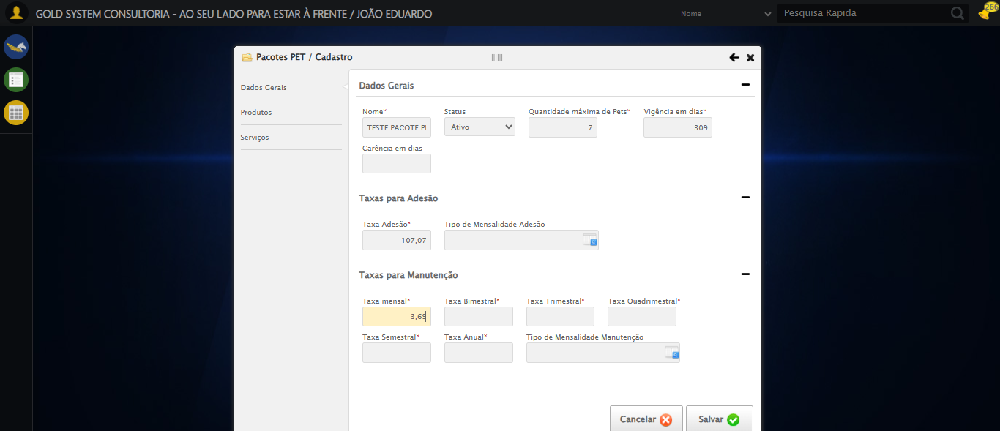 GOLD SYSTEM CONSULTORIA - AO SEU LADO PARA ESTAR À FRENTE / JOÃO EDUARDO
Nome
Pesquisa Rapida
266
Pacotes PET / Cadastro
Dados Gerais
Produtos
Serviços
Dados Gerais
Nome* Status Quantidade máxima de Pets* Vigência em dias*
TESTE PACOTE Ativo 7 309
Carência em dias
Taxas para Adesão
Taxa Adesão* Tipo de Mensalidade Adesão
107,07
Taxas para Manutenção
Taxa mensal* Taxa Bimestral* Taxa Trimestral* Taxa Quadrimestral*
3,69
Taxa Semestral* Taxa Anual* Tipo de Mensalidade Manutenção
Cancelar Salvar